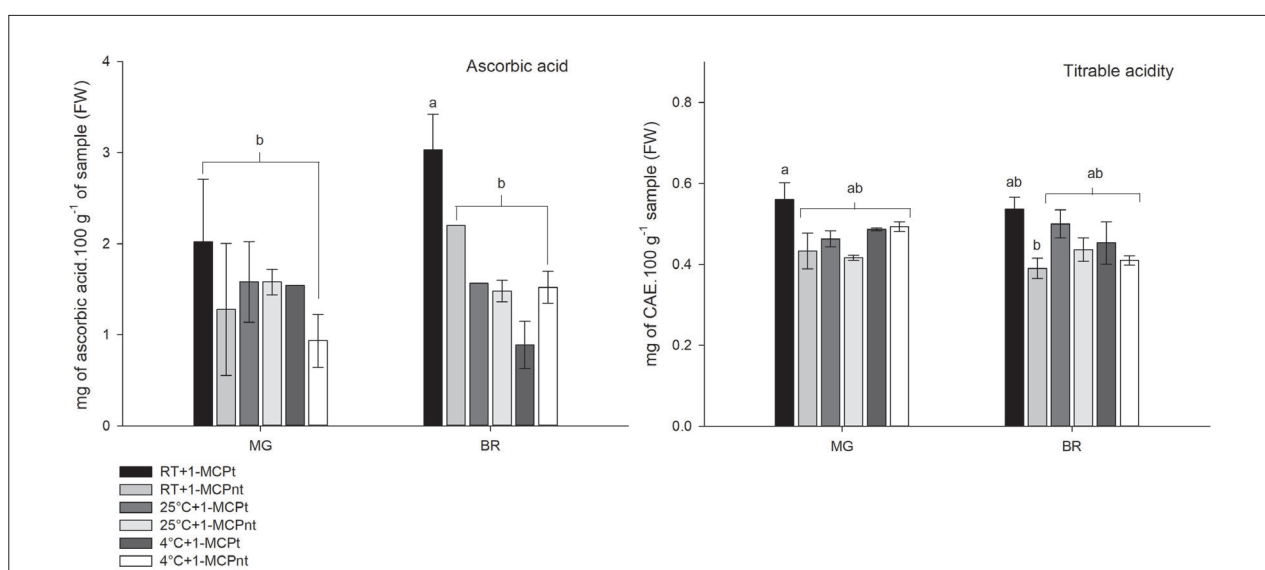 Ascorbic acid
mg of ascorbic acid.100 g⁻¹ of sample (FW)
4
3
2
1
0
b
a
b
MG
BR
Titrable acidity
mg of CAE.100 g⁻¹ sample (FW)
0.8
0.6
0.4
0.2
0.0
a
ab
ab
b
ab
MG
BR
RT+1-MCPt
RT+1-MCPnt
25°C+1-MCPt
25°C+1-MCPnt
4°C+1-MCPt
4°C+1-MCPnt